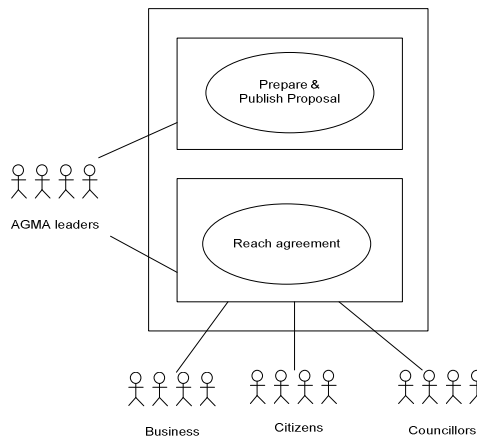 Prepare &
Publish Proposal
AGMA leaders
Reach agreement
Business
Citizens
Councillors